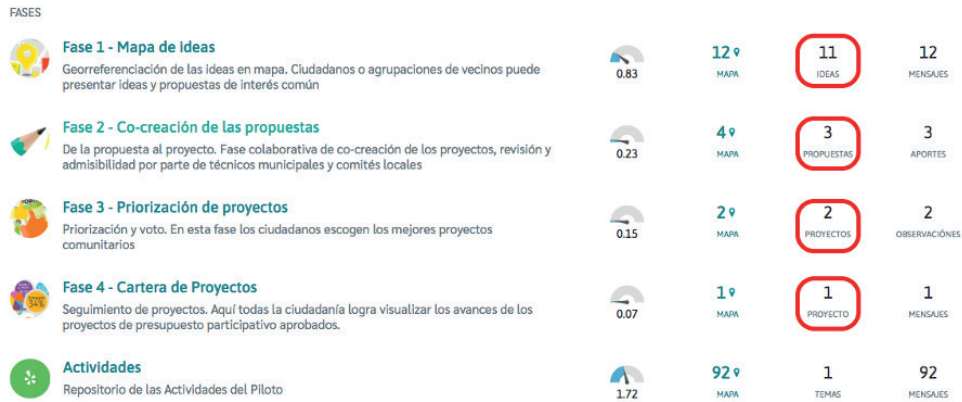 FASES
Fase 1 - Mapa de ideas
Georreferenciación de las ideas en mapa. Ciudadanos o agrupaciones de vecinos puede
presentar ideas y propuestas de interés común
0.83
12
MAPA
11
IDEAS
12
MENSAJES
Fase 2 - Co-creación de las propuestas
De la propuesta al proyecto. Fase colaborativa de co-creación de los proyectos, revisión y
admisibilidad por parte de técnicos municipales y comités locales
0.23
4
MAPA
3
PROPUESTAS
3
APORTES
Fase 3 - Priorización de proyectos
Priorización y voto. En esta fase los ciudadanos escogen los mejores proyectos
comunitarios
0.15
2
MAPA
2
PROYECTOS
2
OBSERVACIÓNES
Fase 4 - Cartera de Proyectos
Seguimiento de proyectos. Aquí todas la ciudadanía logra visualizar los avances de los
proyectos de presupuesto participativo aprobados.
34%
0.07
1
MAPA
1
PROYECTO
1
MENSAJES
Actividades
Repositorio de las Actividades del Piloto
1.72
92
MAPA
1
TEMAS
92
MENSAJES